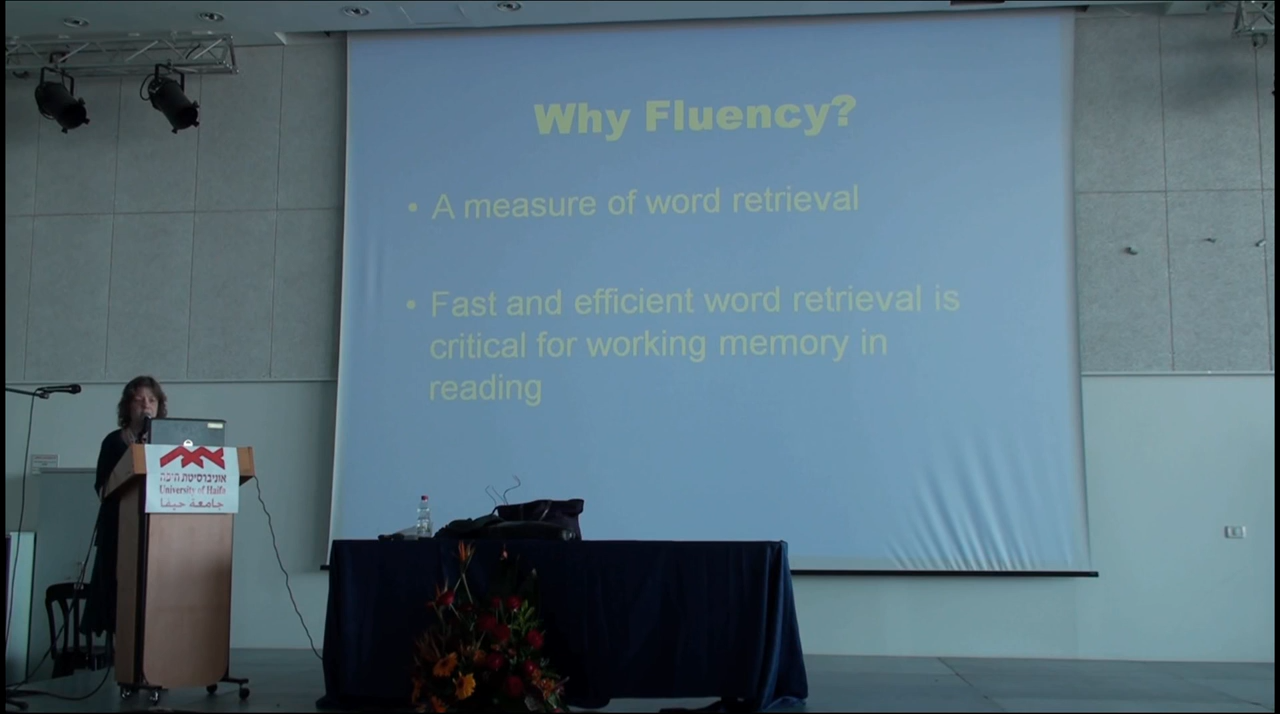 Why Fluency?
• A measure of word retrieval
• Fast and efficient word retrieval is
critical for working memory in
reading
אוניברסיטת חיפה
University of Haifa
جامعة حيفا